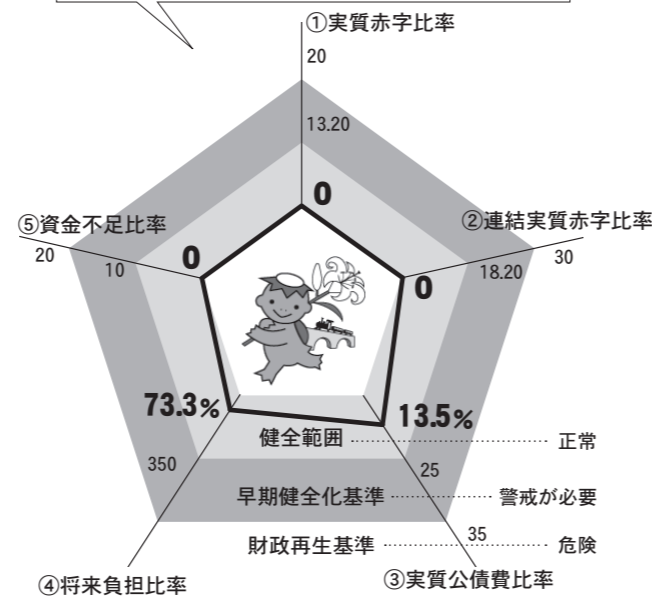 ①実質赤字比率
20
13.20
0
⑤資金不足比率
②連結実質赤字比率
20
10
0
0
18.20
30
73.3%
13.5%
健全範囲 正常
350
25
早期健全化基準 警戒が必要
35
財政再生基準 危険
④将来負担比率
③実質公債費比率